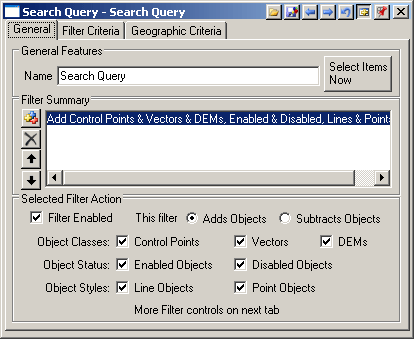 Search Query - Search Query
General Filter Criteria Geographic Criteria
General Features
Name Search Query
Select Items
Now
Filter Summary
Add Control Points & Vectors & DEMs, Enabled & Disabled, Lines & Points
Selected Filter Action
Filter Enabled This filter Adds Objects Subtracts Objects
Object Classes: Control Points Vectors DEMs
Object Status: Enabled Objects Disabled Objects
Object Styles: Line Objects Point Objects
More Filter controls on next tab